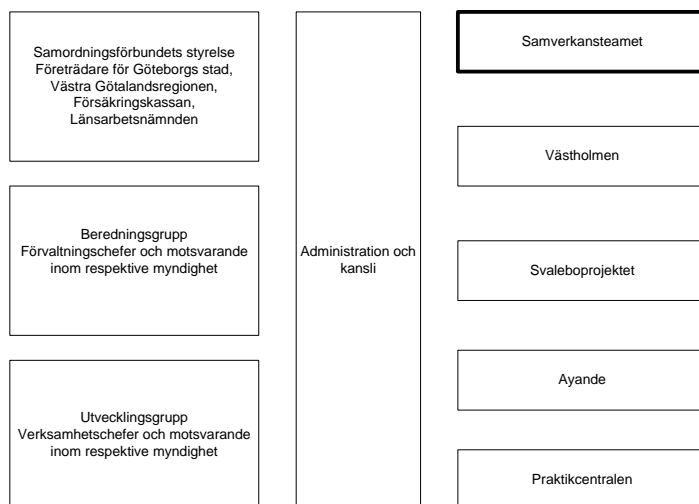 Samordningsförbundets styrelse
Företrädare för Göteborgs stad,
Västra Götalandsregionen,
Försäkringskassan,
Länsarbetsnämnden
Beredningsgrupp
Förvaltningschefer och motsvarande
inom respektive myndighet
Utvecklingsgrupp
Verksamhetschefer och motsvarande
inom respektive myndighet
Administration och
kansli
Samverkansteamet
Västholmen
Svaleboprojektet
Ayande
Praktikcentralen